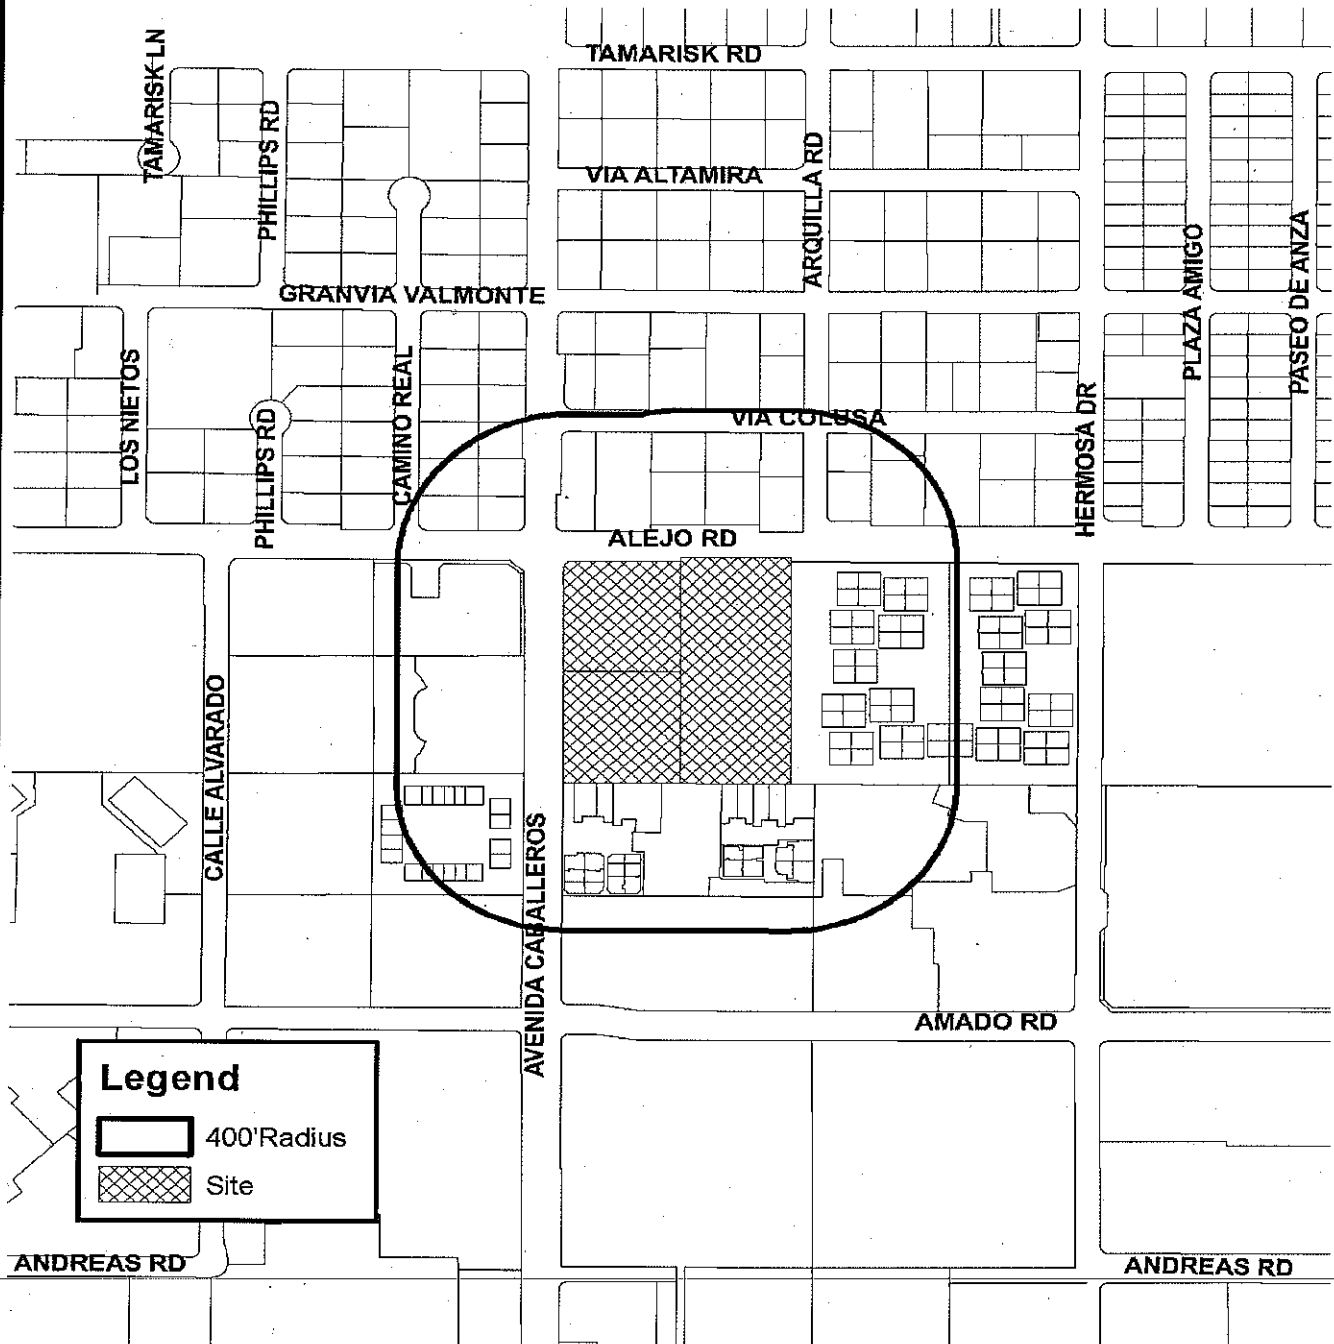 TAMARISK RD
TAMARISK LN
PHILLIPS RD
VIA ALTAMIRA
ARQUILLA RD
PLAZA AMIGO
PASEO DE ANZA
GRANVIA VALMONTE
LOS NIETOS
CAMINO REAL
PHILLIPS RD
VIA COLUSA
HERMOSA DR
ALEJO RD
CALLE ALVARADO
AVENIDA CABALLEROS
AMADO RD
Legend
400'Radius
Site
ANDREAS RD
ANDREAS RD